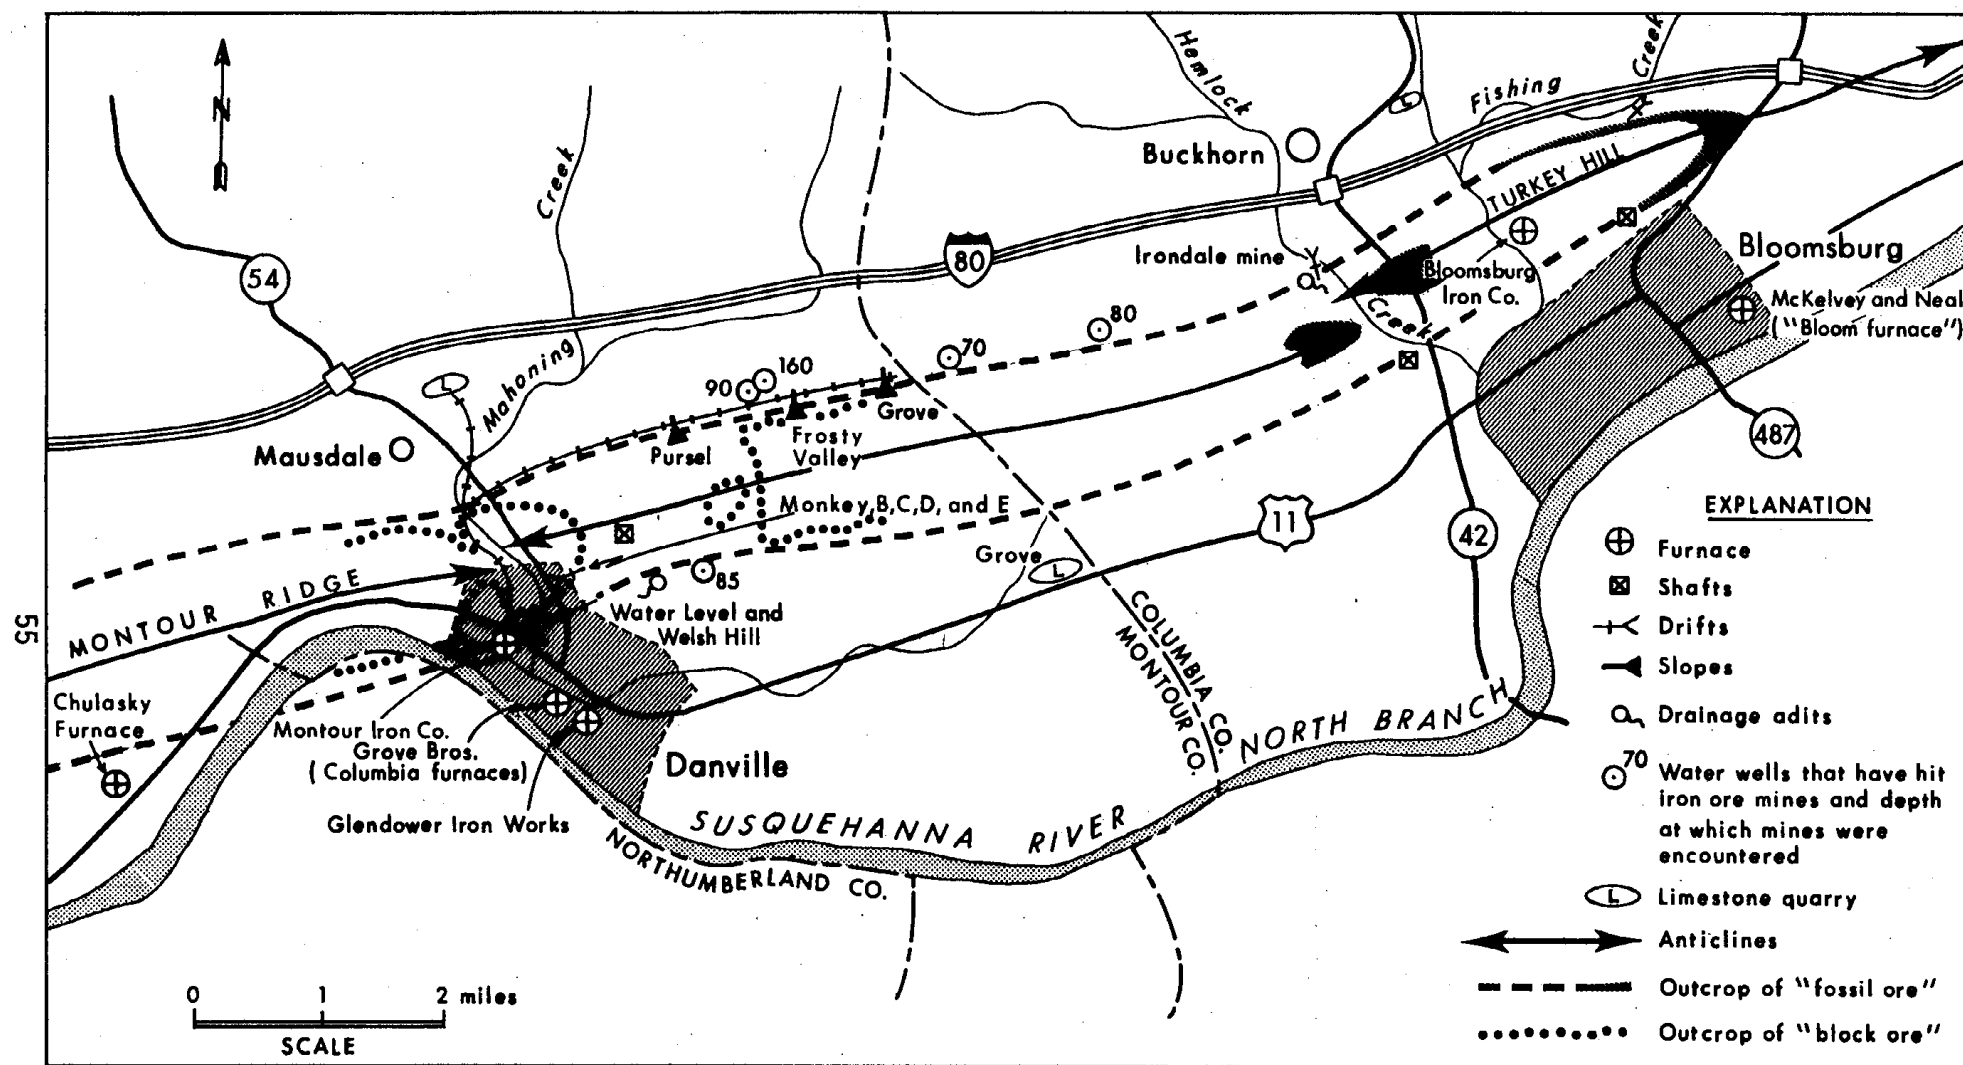 N
Hemlock
Creek
Fishing
Buckhorn
TURKEY HILL
Creek
54
80
Irondale mine
Bloomsburg
Iron Co.
Bloomsburg
Creek
McKelvey and Neal
("Bloom furnace")
Mahoning
90
160
70
80
Grove
Mausdale
Pursel
Frosty
Valley
487
Monkey, B, C, D, and E
11
42
Grove
L
L
L
MONTOUR RIDGE
85
Water Level and
Welsh Hill
COLUMBIA CO.
MONTOUR CO.
Chulasky
Furnace
Montour Iron Co.
Grove Bros.
(Columbia furnaces)
Danville
Glendower Iron Works
NORTH BRANCH
SUSQUEHANNA RIVER
NORTHUMBERLAND CO.
0 1 2 miles
SCALE
55
EXPLANATION
Furnace
Shafts
Drifts
Slopes
Drainage adits
70
Water wells that have hit
iron ore mines and depth
at which mines were
encountered
L
Limestone quarry
Anticlines
Outcrop of "fossil ore"
Outcrop of "block ore"